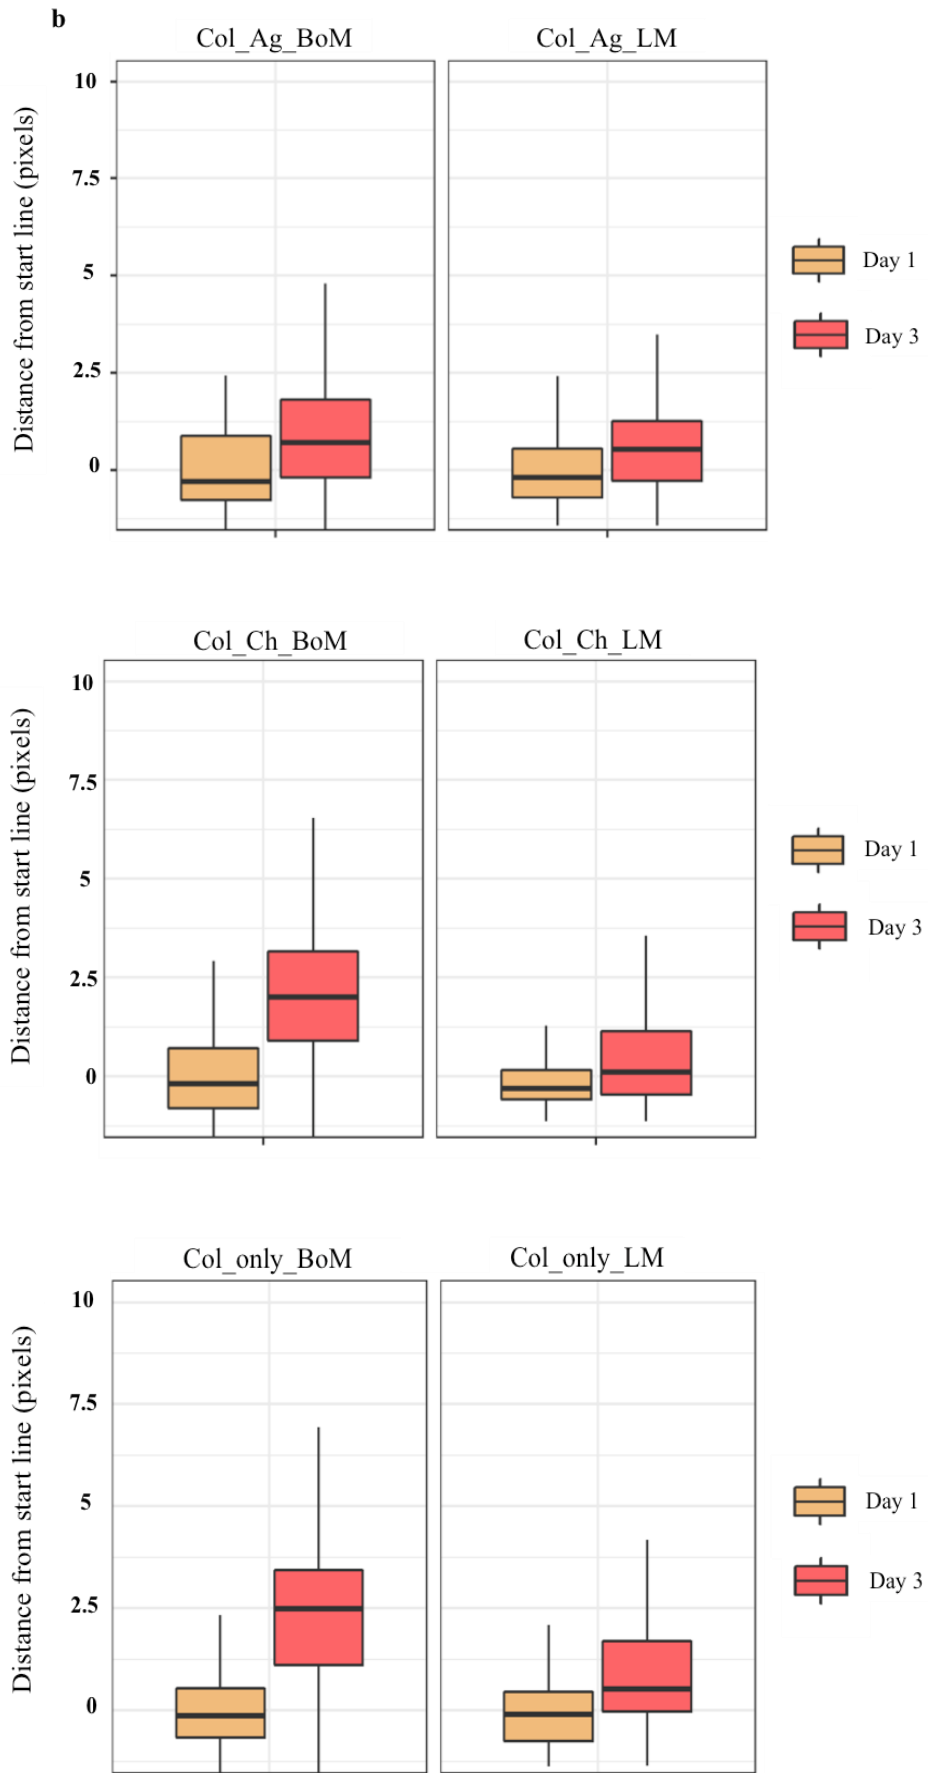 b
Col_Ag_BoM
Col_Ag_LM
Distance from start line (pixels)
10
7.5
5
2.5
0
Day 1
Day 3
Col_Ch_BoM
Col_Ch_LM
Distance from start line (pixels)
10
7.5
5
2.5
0
Day 1
Day 3
Col_only_BoM
Col_only_LM
Distance from start line (pixels)
10
7.5
5
2.5
0
Day 1
Day 3